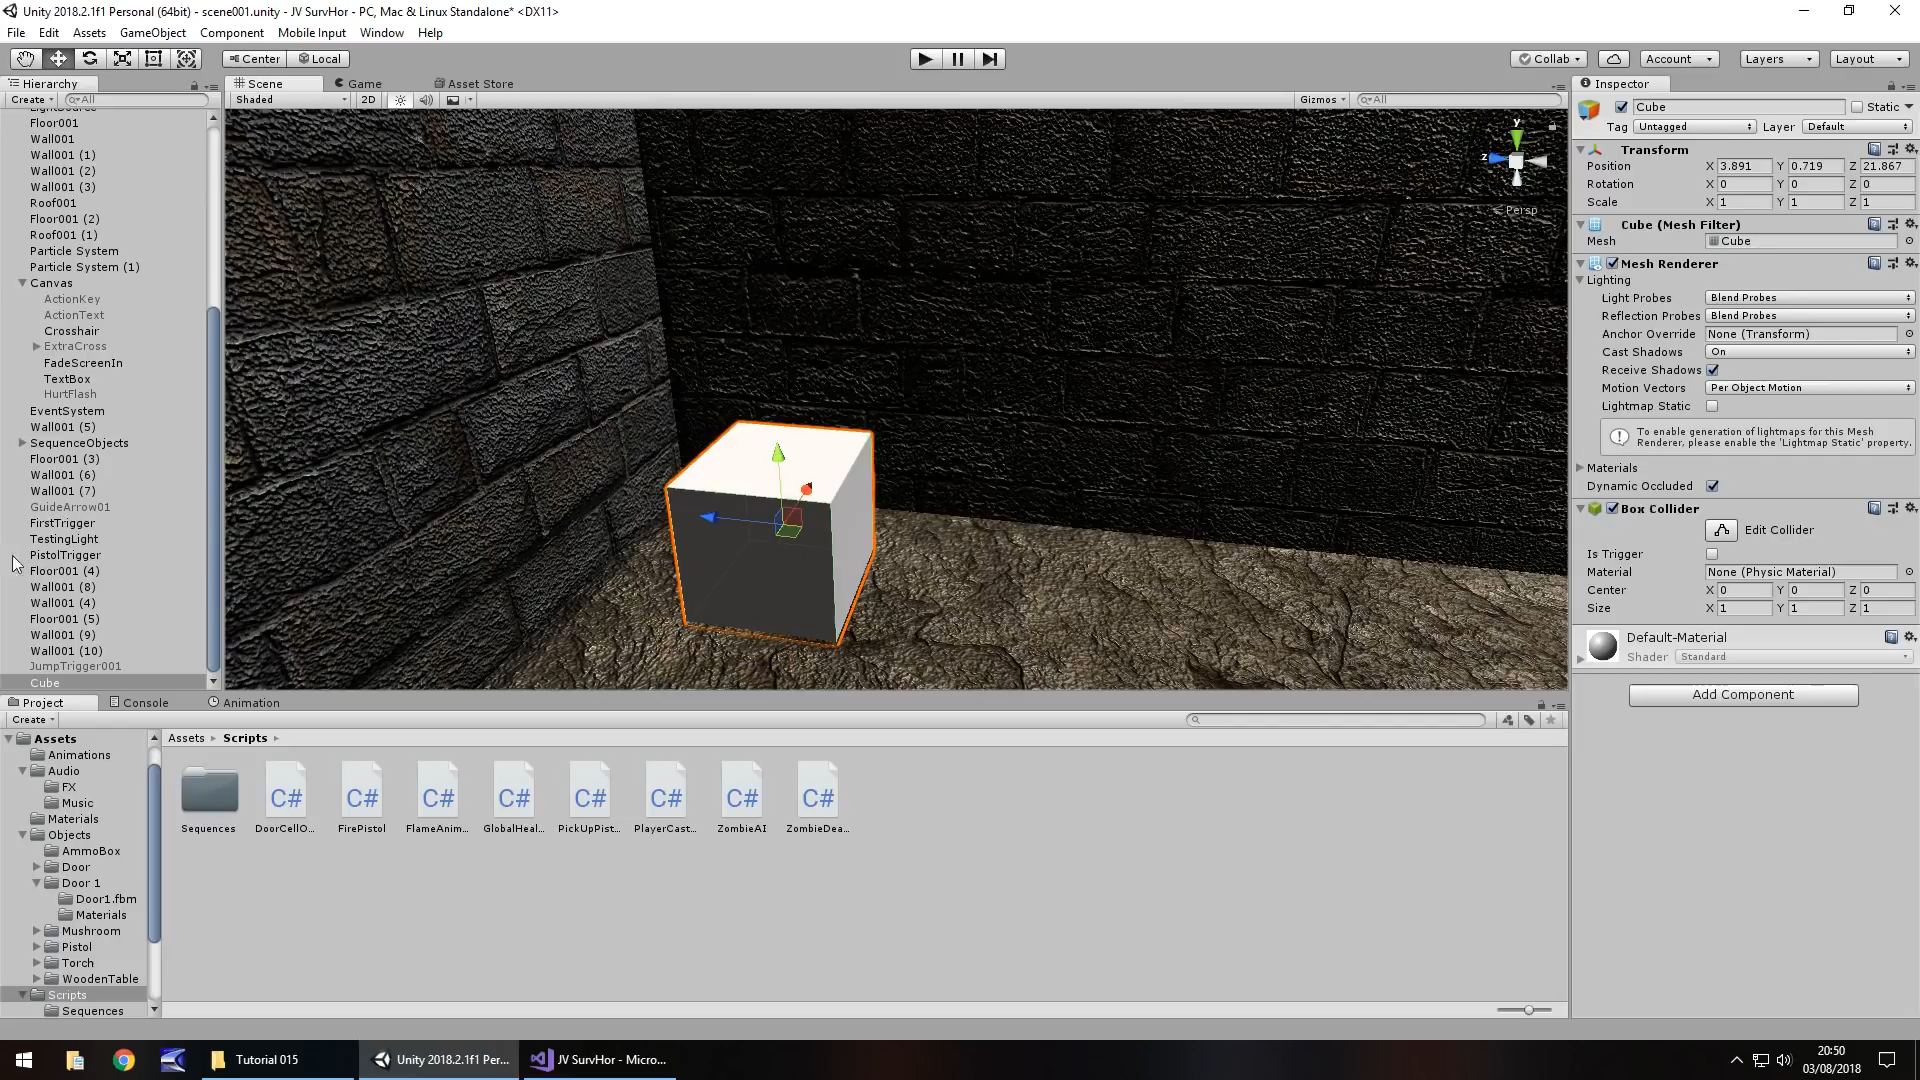 Unity 2018.2.1f1 Personal (64bit) - scene001.unity - JV SurvHor - PC, Mac & Linux Standalone* <DX11>
File Edit Assets GameObject Component Mobile Input Window Help
Center Local Collab Account Layers Layout
Hierarchy Scene Game Asset Store Inspector
Create All Shaded 2D Gizmos All
LightSource
Floor001
Wall001
Wall001 (1)
Wall001 (2)
Wall001 (3)
Roof001
Floor001 (2)
Roof001 (1)
Particle System
Particle System (1)
Canvas
ActionKey
ActionText
Crosshair
ExtraCross
FadeScreenIn
TextBox
HurtFlash
EventSystem
Wall001 (5)
SequenceObjects
Floor001 (3)
Wall001 (6)
Wall001 (7)
GuideArrow01
FirstTrigger
TestingLight
PistolTrigger
Floor001 (4)
Wall001 (8)
Wall001 (4)
Floor001 (5)
Wall001 (9)
Wall001 (10)
JumpTrigger001
Cube
y
z
Persp
Cube Static
Tag Untagged Layer Default
Transform
Position X 3.891 Y 0.719 Z 21.867
Rotation X 0 Y 0 Z 0
Scale X 1 Y 1 Z 1
Cube (Mesh Filter)
Mesh Cube
Mesh Renderer
Lighting
Light Probes Blend Probes
Reflection Probes Blend Probes
Anchor Override None (Transform)
Cast Shadows On
Receive Shadows
Motion Vectors Per Object Motion
Lightmap Static
To enable generation of lightmaps for this Mesh
Renderer, please enable the 'Lightmap Static' property.
Materials
Dynamic Occluded
Box Collider
Edit Collider
Is Trigger
Material None (Physic Material)
Center X 0 Y 0 Z 0
Size X 1 Y 1 Z 1
Default-Material
Shader Standard
Add Component
Project Console Animation
Create
Assets
Animations
Audio
FX
Music
Materials
Objects
AmmoBox
Door
Door 1
Door1.fbm
Materials
Mushroom
Pistol
Torch
WoodenTable
Scripts
Sequences
Assets Scripts
C# C# C# C# C# C# C# C#
Sequences DoorCellO... FirePistol FlameAnim... GlobalHeal... PickUpPist... PlayerCast... ZombieAI ZombieDea...
Tutorial 015 Unity 2018.2.1f1 Per... JV SurvHor - Micro...
20:50
03/08/2018